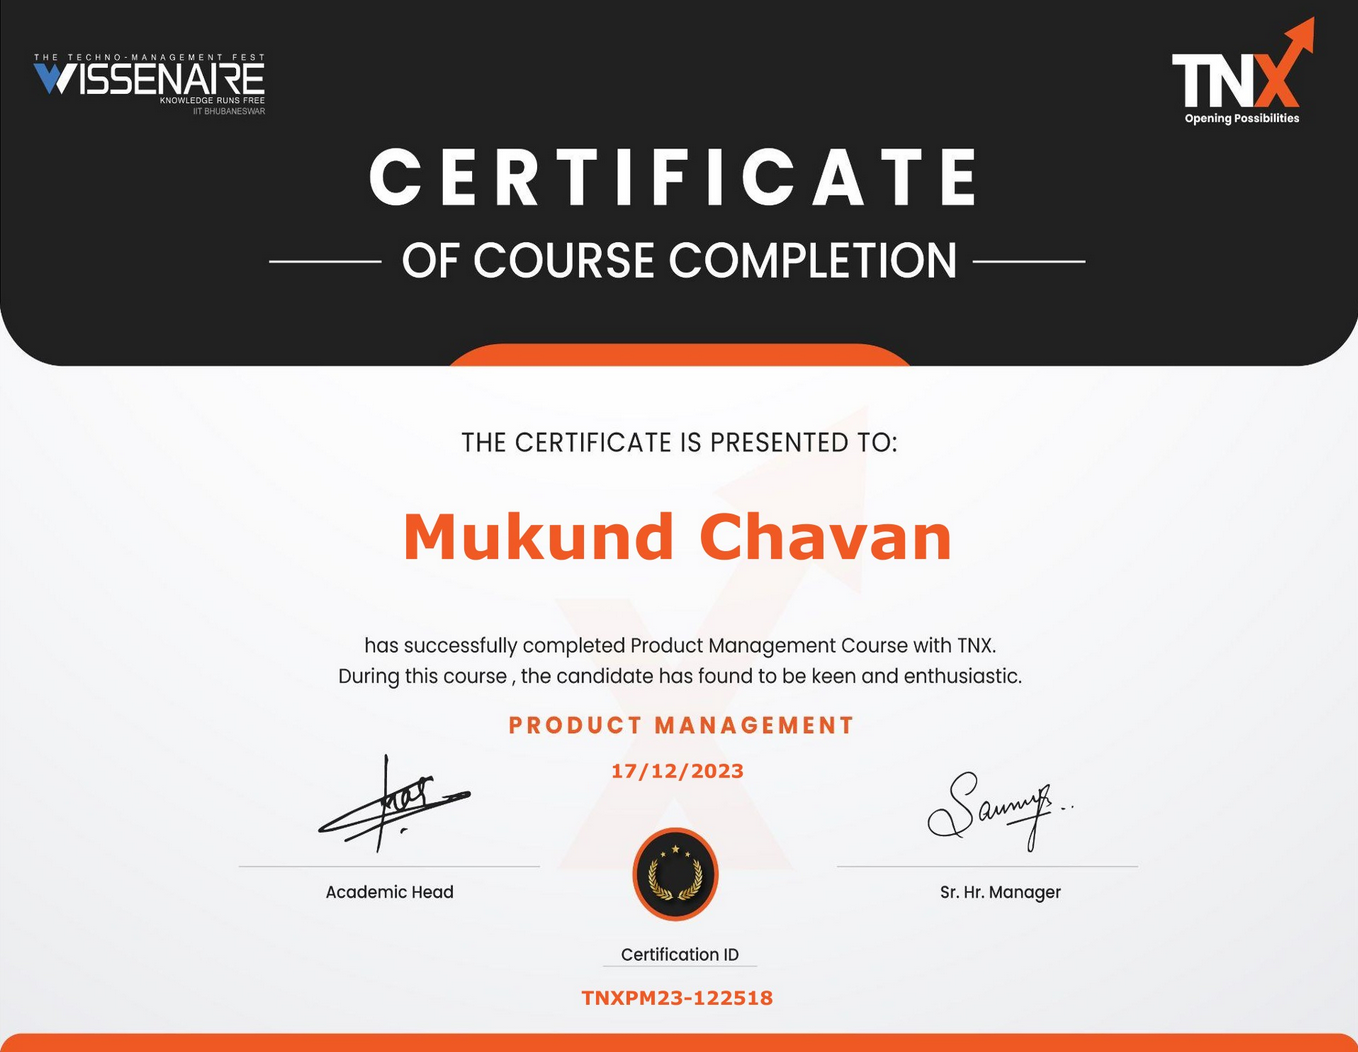 THE TECHNO-MANAGEMENT FEST
WISSENAIRE
KNOWLEDGE RUNS FREE
IIT BHUBANESWAR
TNX
Opening Possibilities
CERTIFICATE
OF COURSE COMPLETION
THE CERTIFICATE IS PRESENTED TO:
Mukund Chavan
has successfully completed Product Management Course with TNX.
During this course , the candidate has found to be keen and enthusiastic.
PRODUCT MANAGEMENT
17/12/2023
Academic Head
Sr. Hr. Manager
Certification ID
TNXPM23-122518